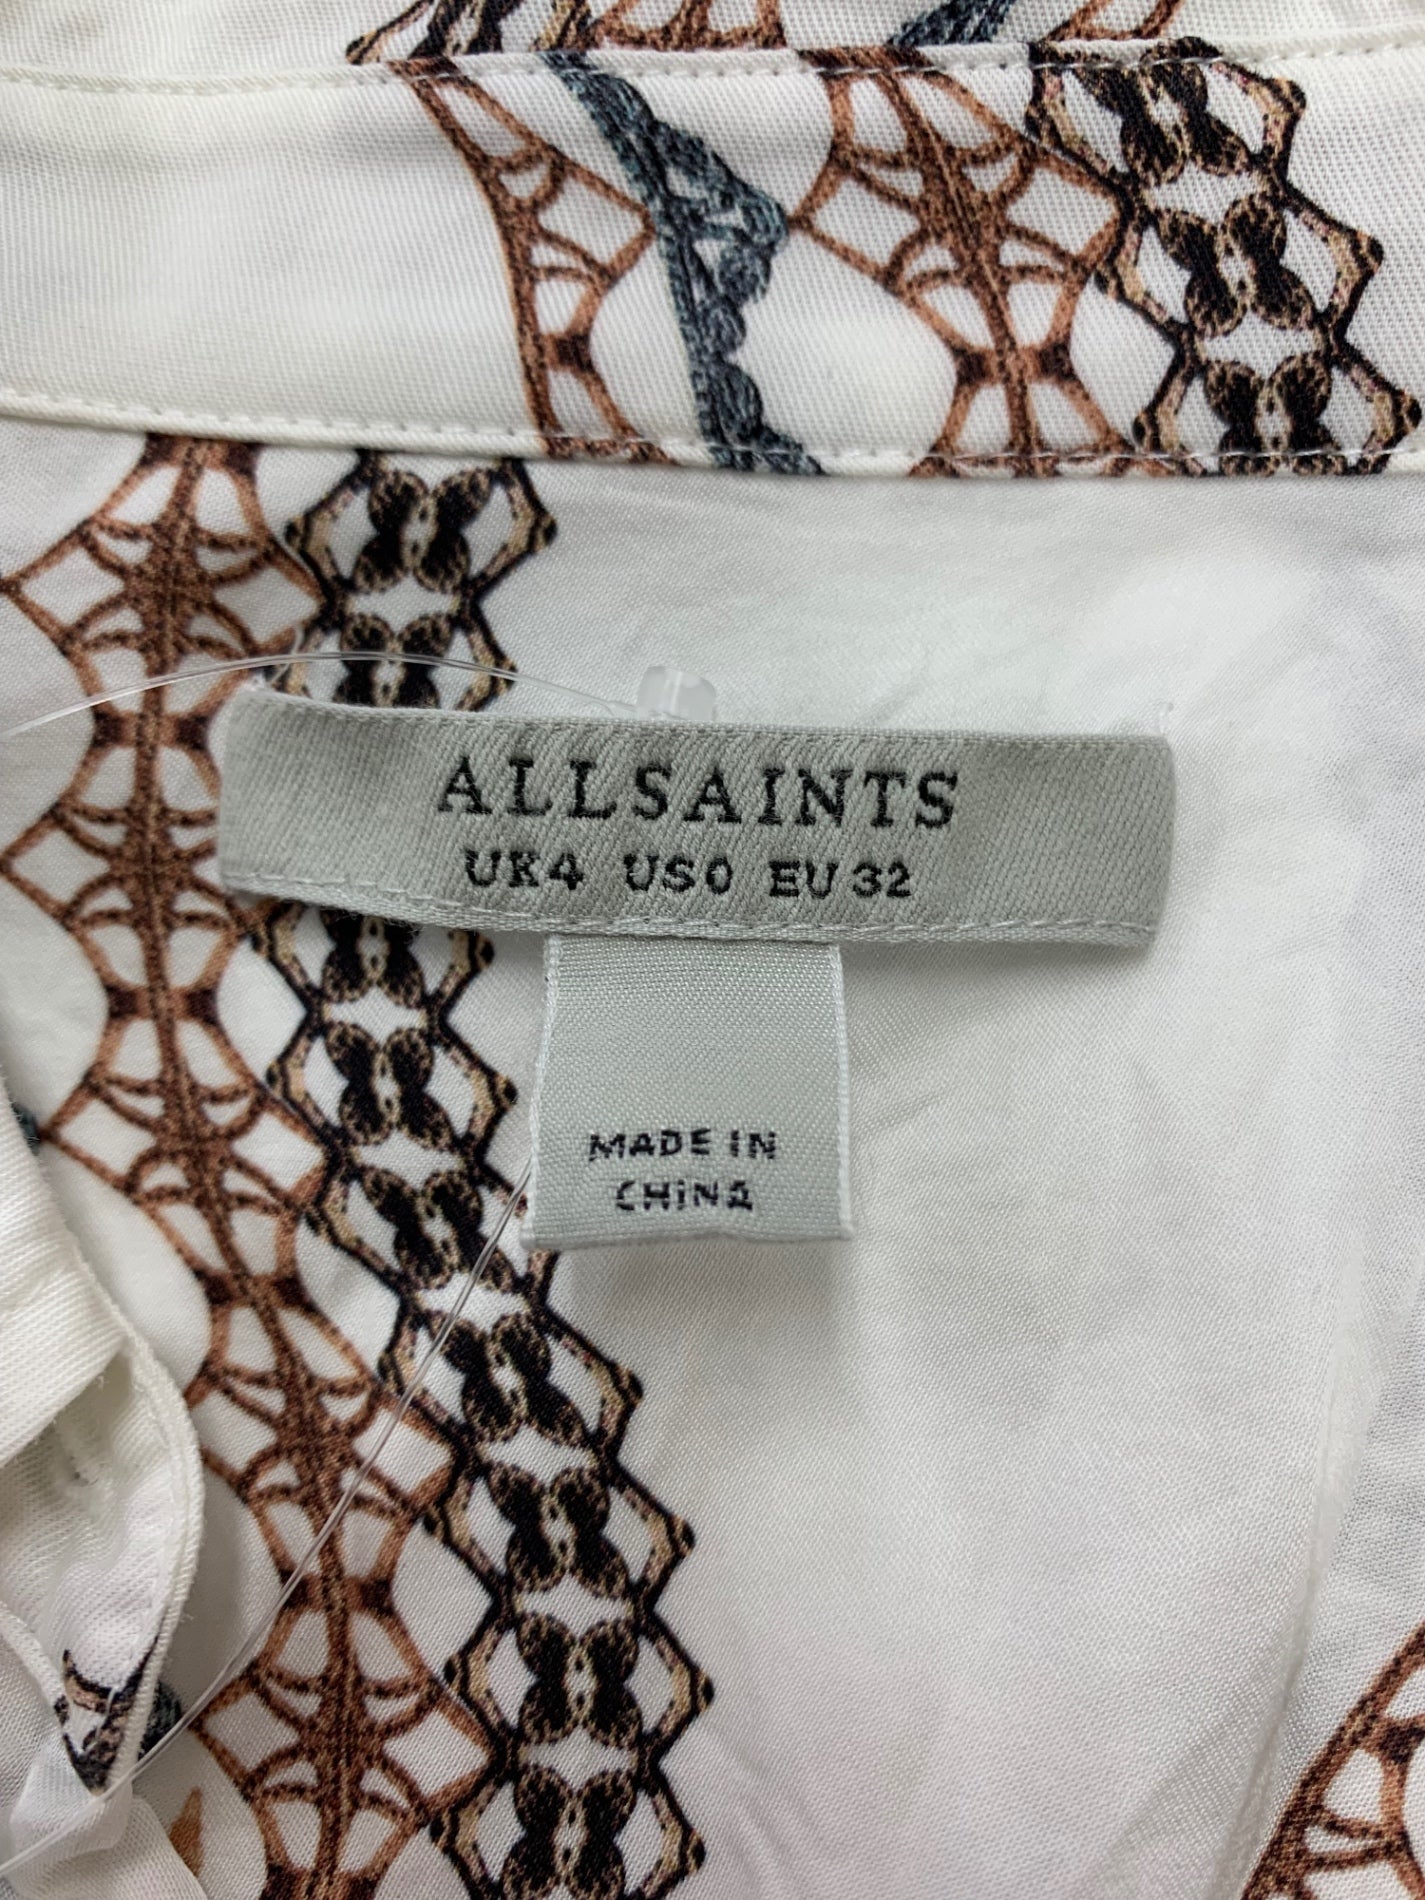 ALLSAINTS
UK4 US0 EU32
MADE IN
CHINA